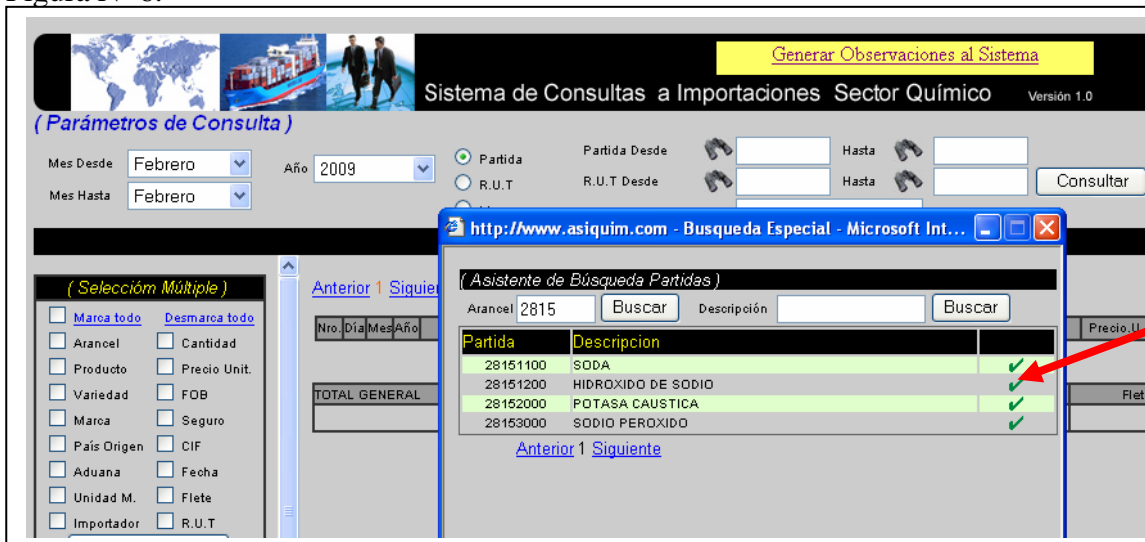 Generar Observaciones al Sistema
Sistema de Consultas a Importaciones Sector Químico Versión 1.0
( Parámetros de Consulta )
Mes Desde Febrero Año 2009 Partida Partida Desde Hasta
Mes Hasta Febrero R.U.T R.U.T Desde Hasta Consultar
http://www.asiquim.com - Busqueda Especial - Microsoft Int...
( Seleccióm Múltiple )
Marca todo Desmarca todo
Arancel Cantidad
Producto Precio Unit.
Variedad FOB
Marca Seguro
País Origen CIF
Aduana Fecha
Unidad M. Flete
Importador R.U.T
Anterior 1 Siguie
Nro. Día Mes Año Precio.U
TOTAL GENERAL Flet
( Asistente de Búsqueda Partidas )
Arancel 2815 Buscar Descripción Buscar
Partida Descripcion
28151100 SODA
28151200 HIDROXIDO DE SODIO
28152000 POTASA CAUSTICA
28153000 SODIO PEROXIDO
Anterior 1 Siguiente